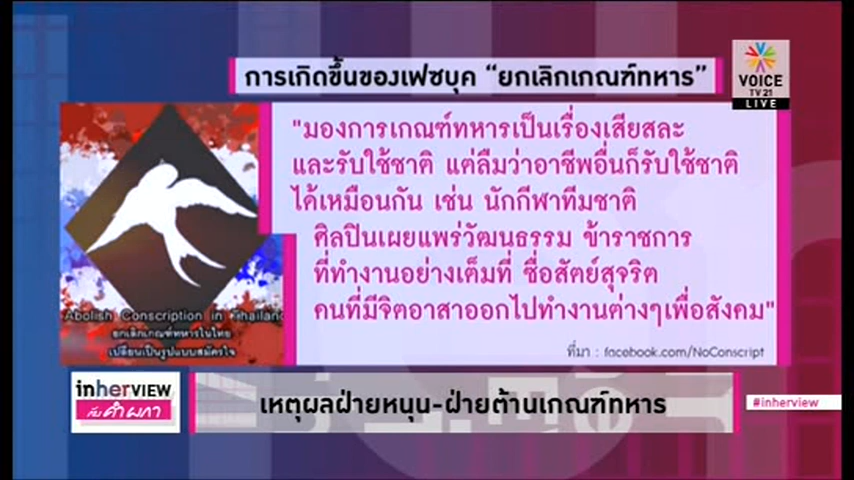 การเกิดขึ้นของเฟซบุค “ยกเลิกเกณฑ์ทหาร”
VOICE
TV 21
LIVE
"มองการเกณฑ์ทหารเป็นเรื่องเสียสละ
และรับใช้ชาติ แต่ลืมว่าอาชีพอื่นก็รับใช้ชาติ
ได้เหมือนกัน เช่น นักกีฬาทีมชาติ
ศิลปินเผยแพร่วัฒนธรรม ข้าราชการ
ที่ทำงานอย่างเต็มที่ ซื่อสัตย์สุจริต
คนที่มีจิตอาสาออกไปทำงานต่างๆเพื่อสังคม"
Abolish Conscription in Thailand
ยกเลิกเกณฑ์ทหารในไทย
เปลี่ยนเป็นรูปแบบสมัครใจ
ที่มา : facebook.com/NoConscript
inherVIEW
กับคำผกา
เหตุผลฝ่ายหนุน-ฝ่ายต้านเกณฑ์ทหาร
#inherview